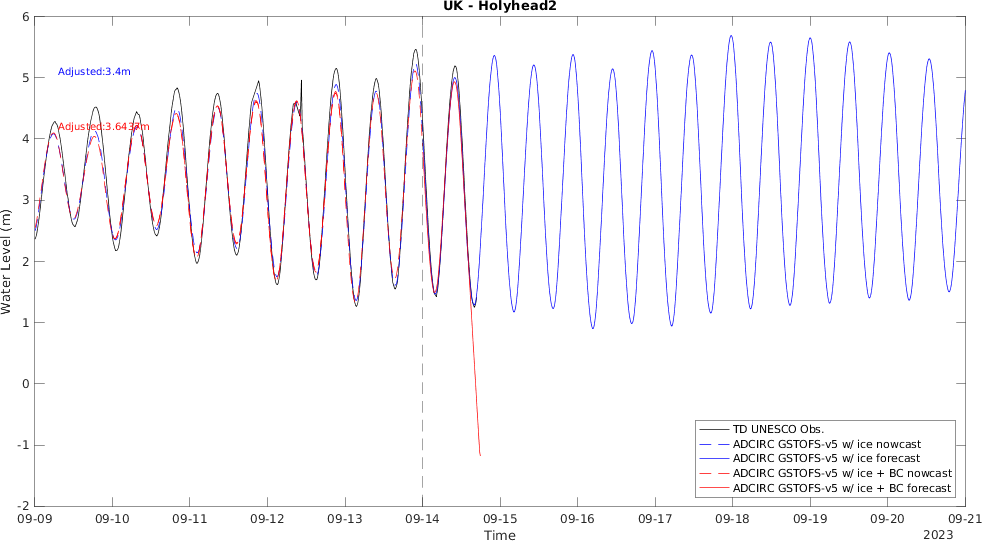 UK - Holyhead2
6
5
4
3
2
1
0
-1
-2
Water Level (m)
Adjusted:3.4m
TD UNESCO Obs.
ADCIRC GSTOFS-v5 w/ ice nowcast
ADCIRC GSTOFS-v5 w/ ice forecast
ADCIRC GSTOFS-v5 w/ ice + BC nowcast
ADCIRC GSTOFS-v5 w/ ice + BC forecast
09-09 09-10 09-11 09-12 09-13 09-14 09-15 09-16 09-17 09-18 09-19 09-20 09-21
Time
2023